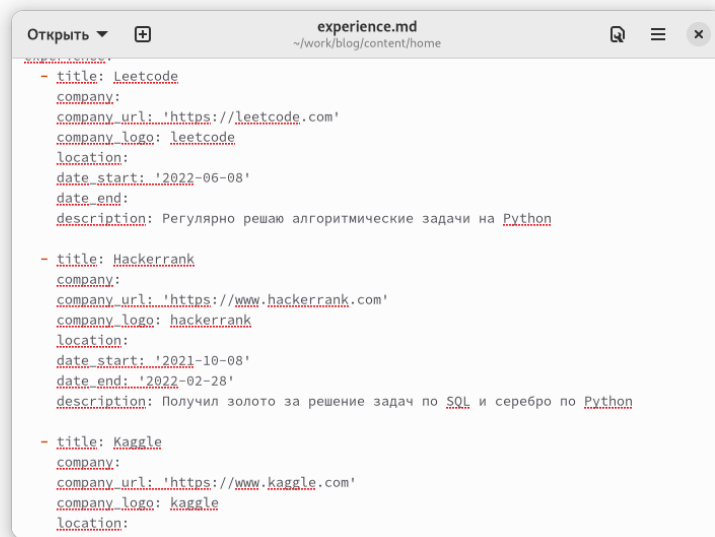 Открыть
experience.md
~/work/blog/content/home
experience:
- title: Leetcode
company:
company_url: 'https://leetcode.com'
company_logo: leetcode
location:
date_start: '2022-06-08'
date_end:
description: Регулярно решаю алгоритмические задачи на Python
- title: Hackerrank
company:
company_url: 'https://www.hackerrank.com'
company_logo: hackerrank
location:
date_start: '2021-10-08'
date_end: '2022-02-28'
description: Получил золото за решение задач по SQL и серебро по Python
- title: Kaggle
company:
company_url: 'https://www.kaggle.com'
company_logo: kaggle
location: